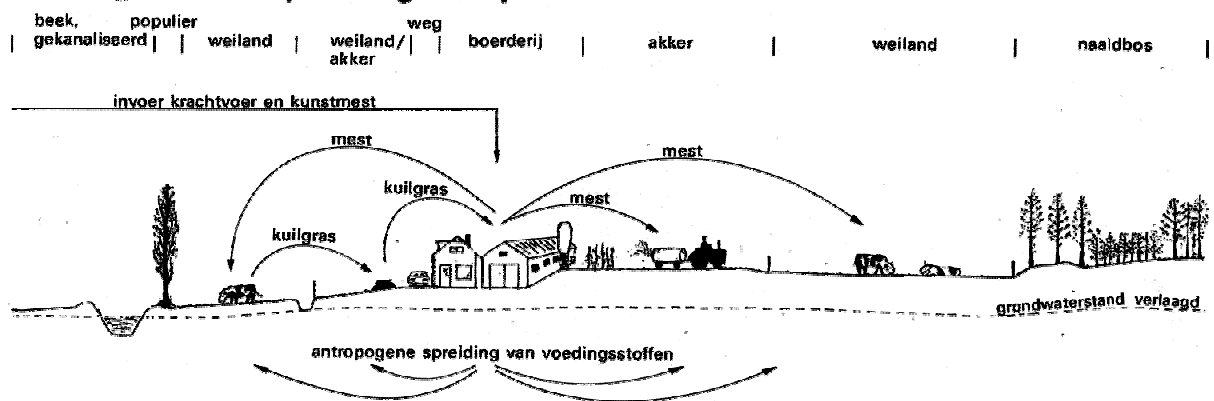 beek, populier weg
gekanaliseerd weiland weiland/ boerderij akker weiland naaldbos
akker
invoer krachtvoer en kunstmest
mest
mest
kuilgras
mest
kuilgras
grondwaterstand verlaagd
antropogene spreiding van voedingsstoffen